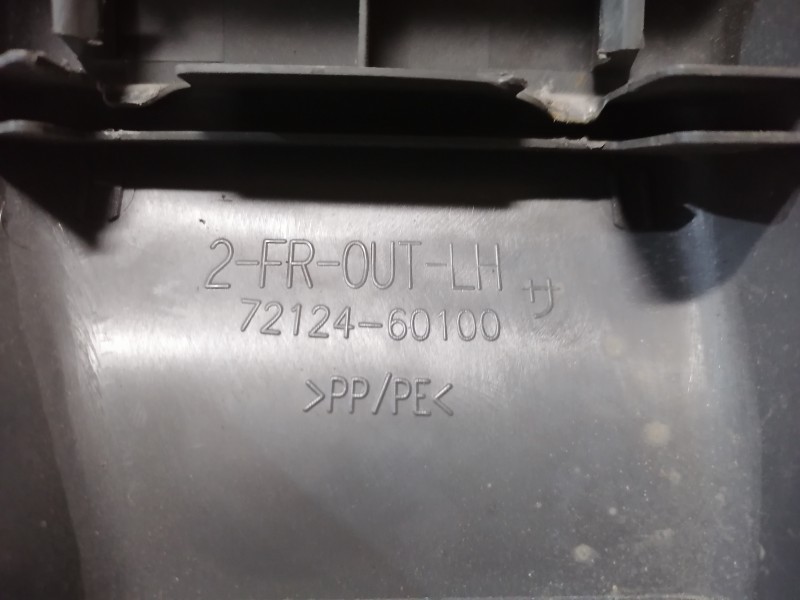 2-FR-OUT-LH サ
72124-60100
>PP/PE<